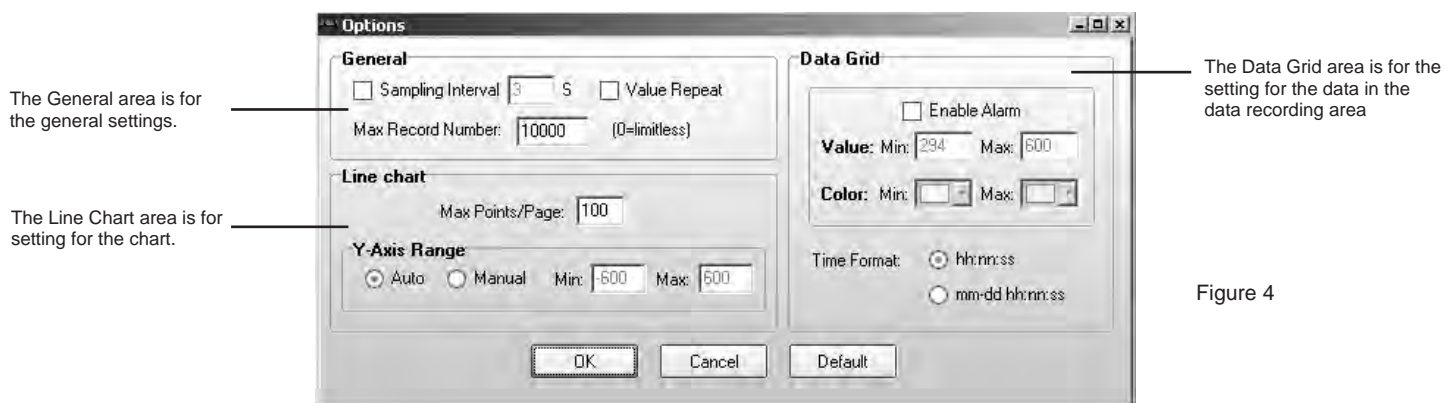 Options
General
Sampling Interval 3 S Value Repeat
Max Record Number: 10000 (0=limitless)
Line chart
Max Points/Page: 100
Y-Axis Range
Auto Manual Min: -600 Max: 600
Data Grid
Enable Alarm
Value: Min: 294 Max: 600
Color: Min: Max:
Time Format: hh:nn:ss
mm-dd hh:nn:ss
OK Cancel Default
The General area is for
the general settings.
The Line Chart area is for
setting for the chart.
The Data Grid area is for the
setting for the data in the
data recording area
Figure 4